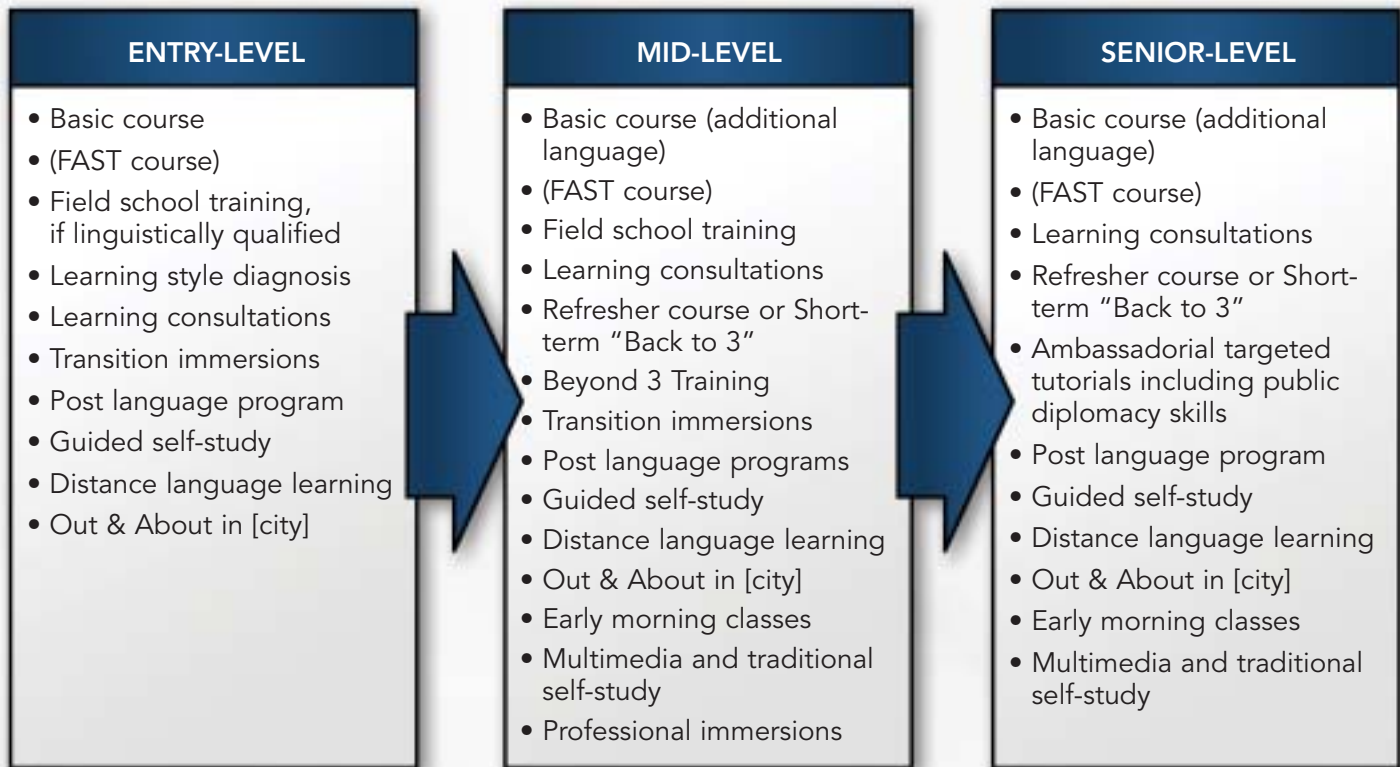 ENTRY-LEVEL
• Basic course
• (FAST course)
• Field school training,
if linguistically qualified
• Learning style diagnosis
• Learning consultations
• Transition immersions
• Post language program
• Guided self-study
• Distance language learning
• Out & About in [city]
MID-LEVEL
• Basic course (additional
language)
• (FAST course)
• Field school training
• Learning consultations
• Refresher course or Short-
term “Back to 3”
• Beyond 3 Training
• Transition immersions
• Post language programs
• Guided self-study
• Distance language learning
• Out & About in [city]
• Early morning classes
• Multimedia and traditional
self-study
• Professional immersions
SENIOR-LEVEL
• Basic course (additional
language)
• (FAST course)
• Learning consultations
• Refresher course or Short-
term “Back to 3”
• Ambassadorial targeted
tutorials including public
diplomacy skills
• Post language program
• Guided self-study
• Distance language learning
• Out & About in [city]
• Early morning classes
• Multimedia and traditional
self-study